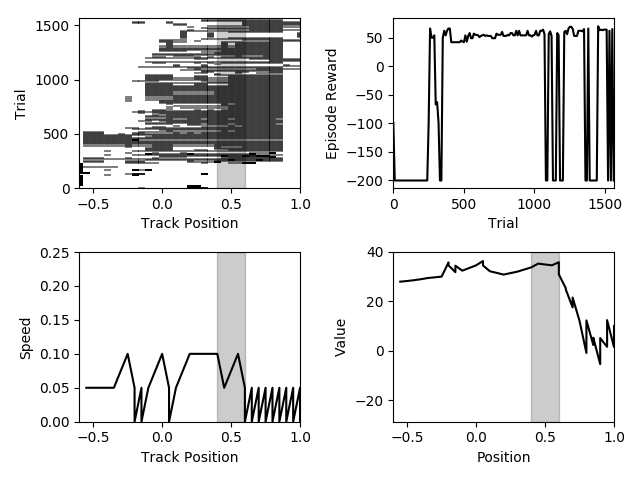 1500
1000
500
0
Trial
−0.5 0.0 0.5 1.0
Track Position
50
0
−50
−100
−150
−200
Episode Reward
0 500 1000 1500
Trial
0.25
0.20
0.15
0.10
0.05
0.00
Speed
−0.5 0.0 0.5 1.0
Track Position
40
20
0
−20
Value
−0.5 0.0 0.5 1.0
Position